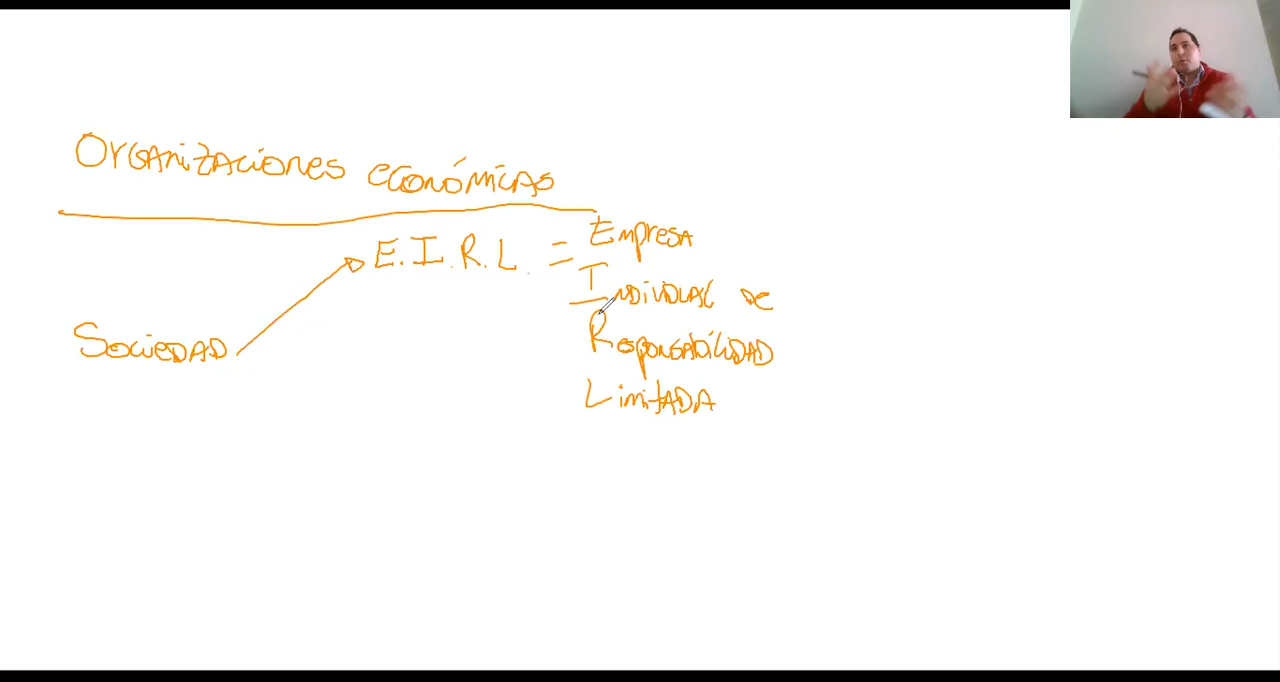 Organizaciones económicas
E.I.R.L. = Empresa
Individual de
Responsabilidad
Limitada
Sociedad